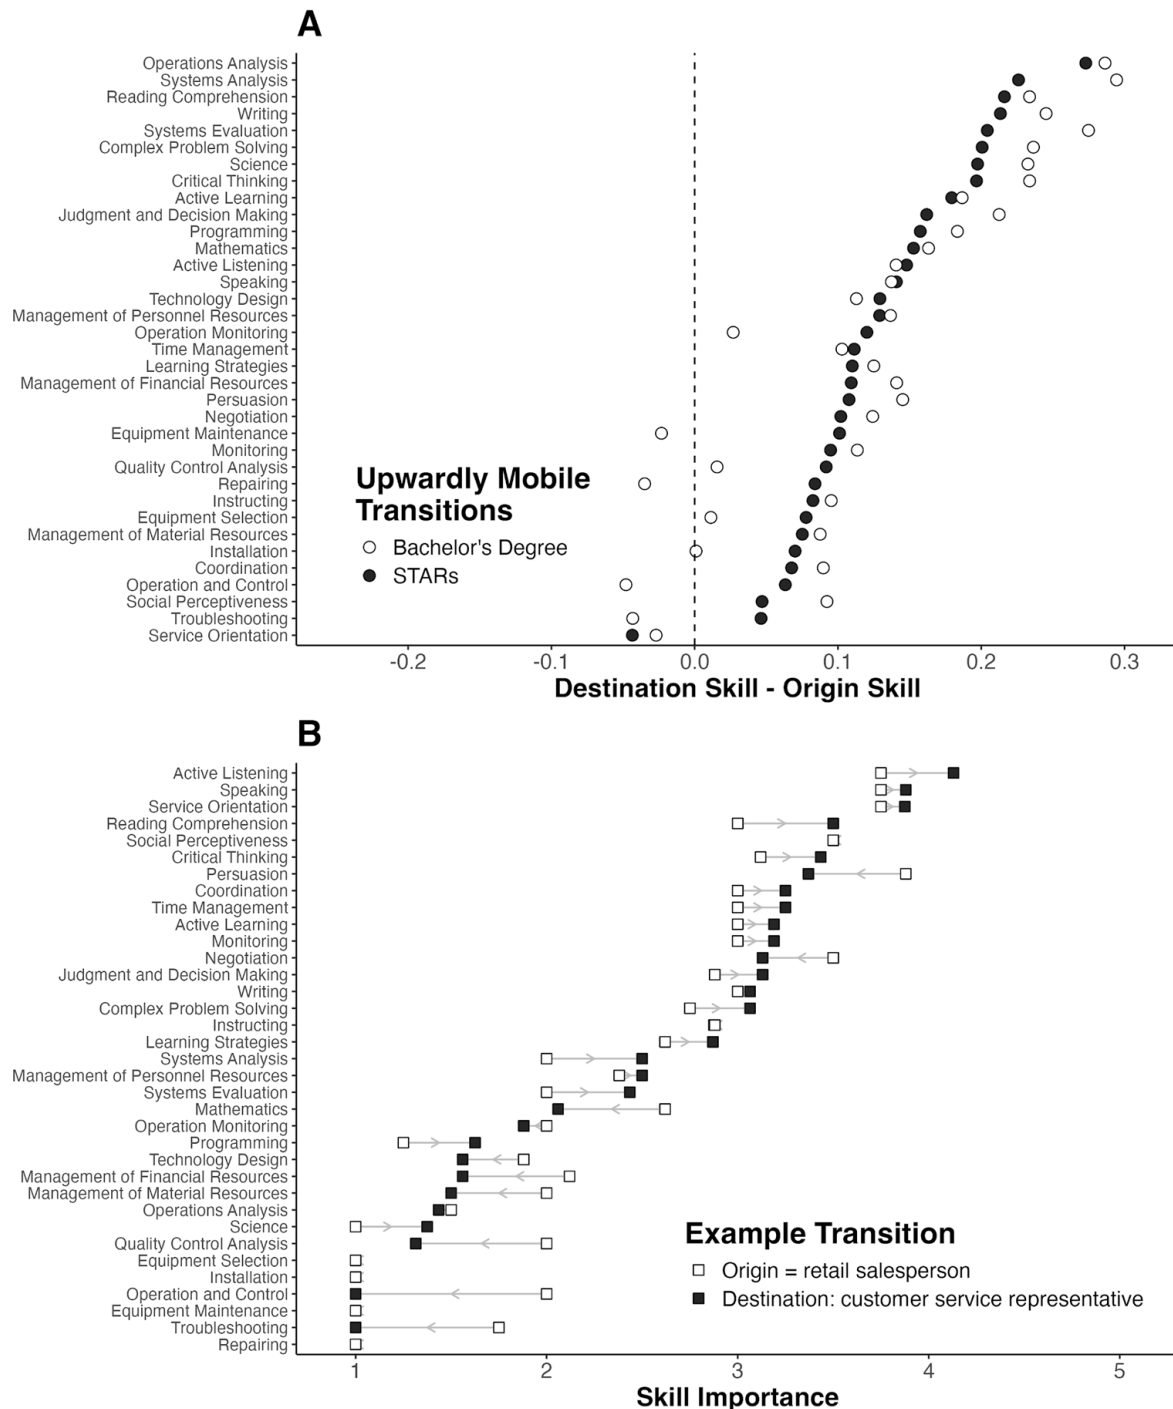 A
Operations Analysis
Systems Analysis
Reading Comprehension
Writing
Systems Evaluation
Complex Problem Solving
Science
Critical Thinking
Active Learning
Judgment and Decision Making
Programming
Mathematics
Active Listening
Speaking
Technology Design
Management of Personnel Resources
Operation Monitoring
Time Management
Learning Strategies
Management of Financial Resources
Persuasion
Negotiation
Equipment Maintenance
Monitoring
Quality Control Analysis
Repairing
Instructing
Equipment Selection
Management of Material Resources
Installation
Coordination
Operation and Control
Social Perceptiveness
Troubleshooting
Service Orientation
Upwardly Mobile
Transitions
Bachelor's Degree
STARs
-0.2 -0.1 0.0 0.1 0.2 0.3
Destination Skill - Origin Skill
B
Active Listening
Speaking
Service Orientation
Reading Comprehension
Social Perceptiveness
Critical Thinking
Persuasion
Coordination
Time Management
Active Learning
Monitoring
Negotiation
Judgment and Decision Making
Writing
Complex Problem Solving
Instructing
Learning Strategies
Systems Analysis
Management of Personnel Resources
Systems Evaluation
Mathematics
Operation Monitoring
Programming
Technology Design
Management of Financial Resources
Management of Material Resources
Operations Analysis
Science
Quality Control Analysis
Equipment Selection
Installation
Operation and Control
Equipment Maintenance
Troubleshooting
Repairing
Example Transition
Origin = retail salesperson
Destination: customer service representative
1 2 3 4 5
Skill Importance